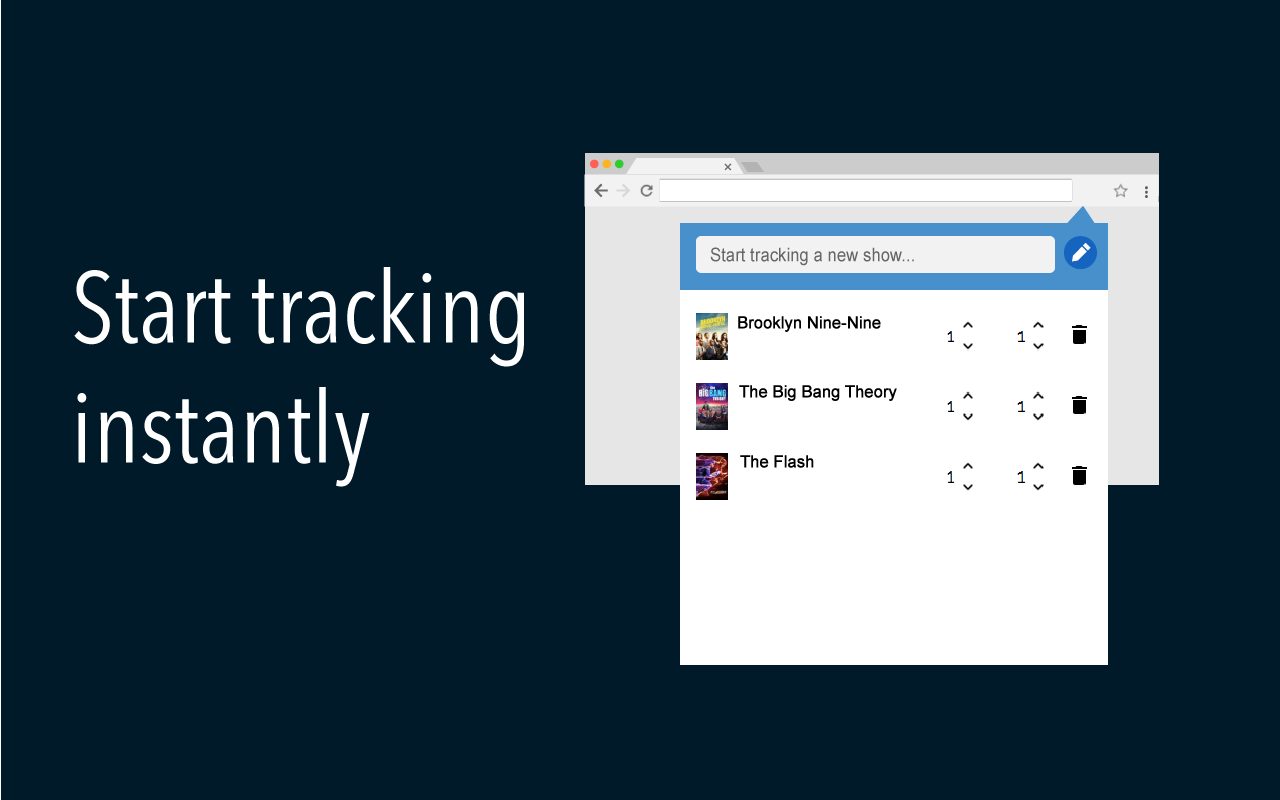 Start tracking
instantly
Start tracking a new show...
Brooklyn Nine-Nine
1
1
The Big Bang Theory
1
1
The Flash
1
1